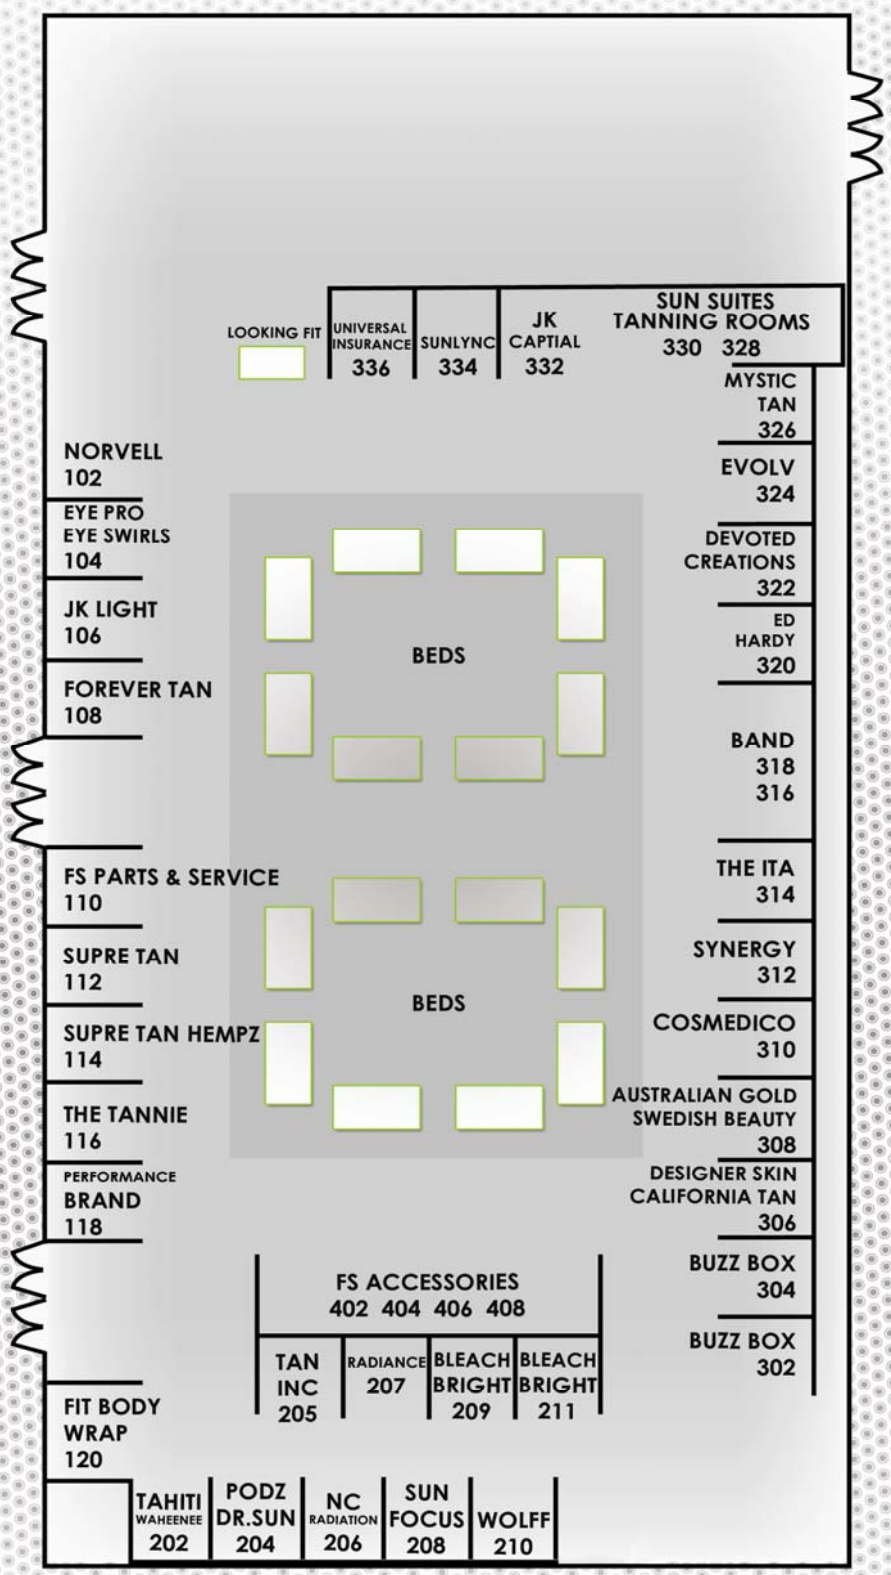 LOOKING FIT
UNIVERSAL
INSURANCE
336
SUNLYNC
334
JK
CAPTIAL
332
SUN SUITES
TANNING ROOMS
330 328
MYSTIC
TAN
326
EVOLV
324
DEVOTED
CREATIONS
322
ED
HARDY
320
BAND
318
316
THE ITA
314
SYNERGY
312
COSMEDICO
310
AUSTRALIAN GOLD
SWEDISH BEAUTY
308
DESIGNER SKIN
CALIFORNIA TAN
306
BUZZ BOX
304
BUZZ BOX
302
NORVELL
102
EYE PRO
EYE SWIRLS
104
JK LIGHT
106
FOREVER TAN
108
FS PARTS & SERVICE
110
SUPRE TAN
112
SUPRE TAN HEMPZ
114
THE TANNIE
116
PERFORMANCE
BRAND
118
FIT BODY
WRAP
120
BEDS
BEDS
FS ACCESSORIES
402 404 406 408
TAN
INC
205
RADIANCE
207
BLEACH
BRIGHT
209
BLEACH
BRIGHT
211
TAHITI
WAHEENEE
202
PODZ
DR.SUN
204
NC
RADIATION
206
SUN
FOCUS
208
WOLFF
210